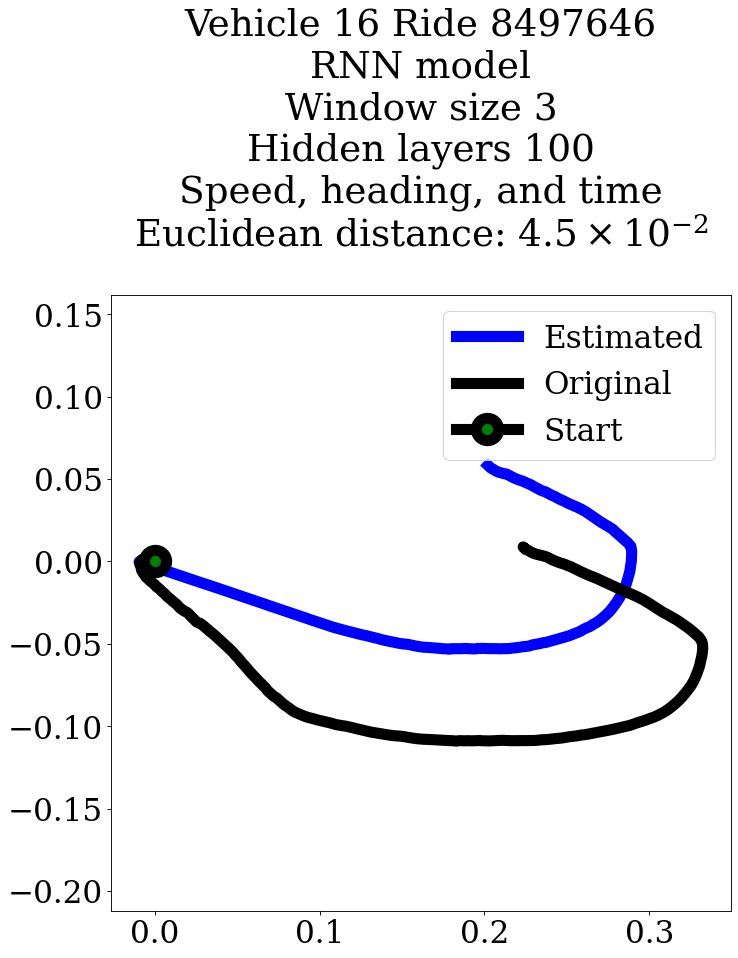 Vehicle 16 Ride 8497646
RNN model
Window size 3
Hidden layers 100
Speed, heading, and time
Euclidean distance: 4.5 × 10⁻²
Estimated
Original
Start
0.15
0.10
0.05
0.00
−0.05
−0.10
−0.15
−0.20
0.0 0.1 0.2 0.3